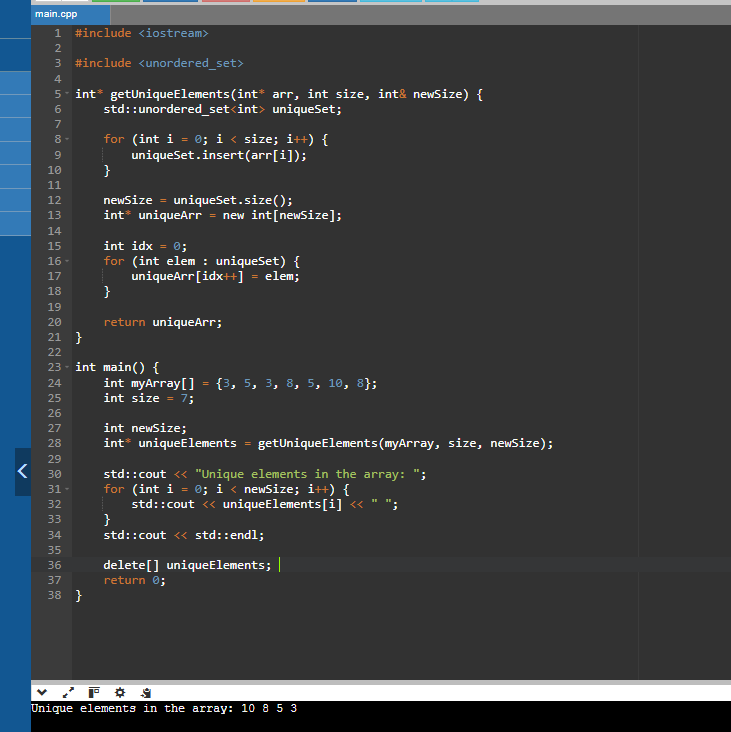 main.cpp
1 #include <iostream>
2
3 #include <unordered_set>
4
5 int* getUniqueElements(int* arr, int size, int& newSize) {
6     std::unordered_set<int> uniqueSet;
7
8     for (int i = 0; i < size; i++) {
9         uniqueSet.insert(arr[i]);
10     }
11
12     newSize = uniqueSet.size();
13     int* uniqueArr = new int[newSize];
14
15     int idx = 0;
16     for (int elem : uniqueSet) {
17         uniqueArr[idx++] = elem;
18     }
19
20     return uniqueArr;
21 }
22
23 int main() {
24     int myArray[] = {3, 5, 3, 8, 5, 10, 8};
25     int size = 7;
26
27     int newSize;
28     int* uniqueElements = getUniqueElements(myArray, size, newSize);
29
30     std::cout << "Unique elements in the array: ";
31     for (int i = 0; i < newSize; i++) {
32         std::cout << uniqueElements[i] << " ";
33     }
34     std::cout << std::endl;
35
36     delete[] uniqueElements;
37     return 0;
38 }
Unique elements in the array: 10 8 5 3